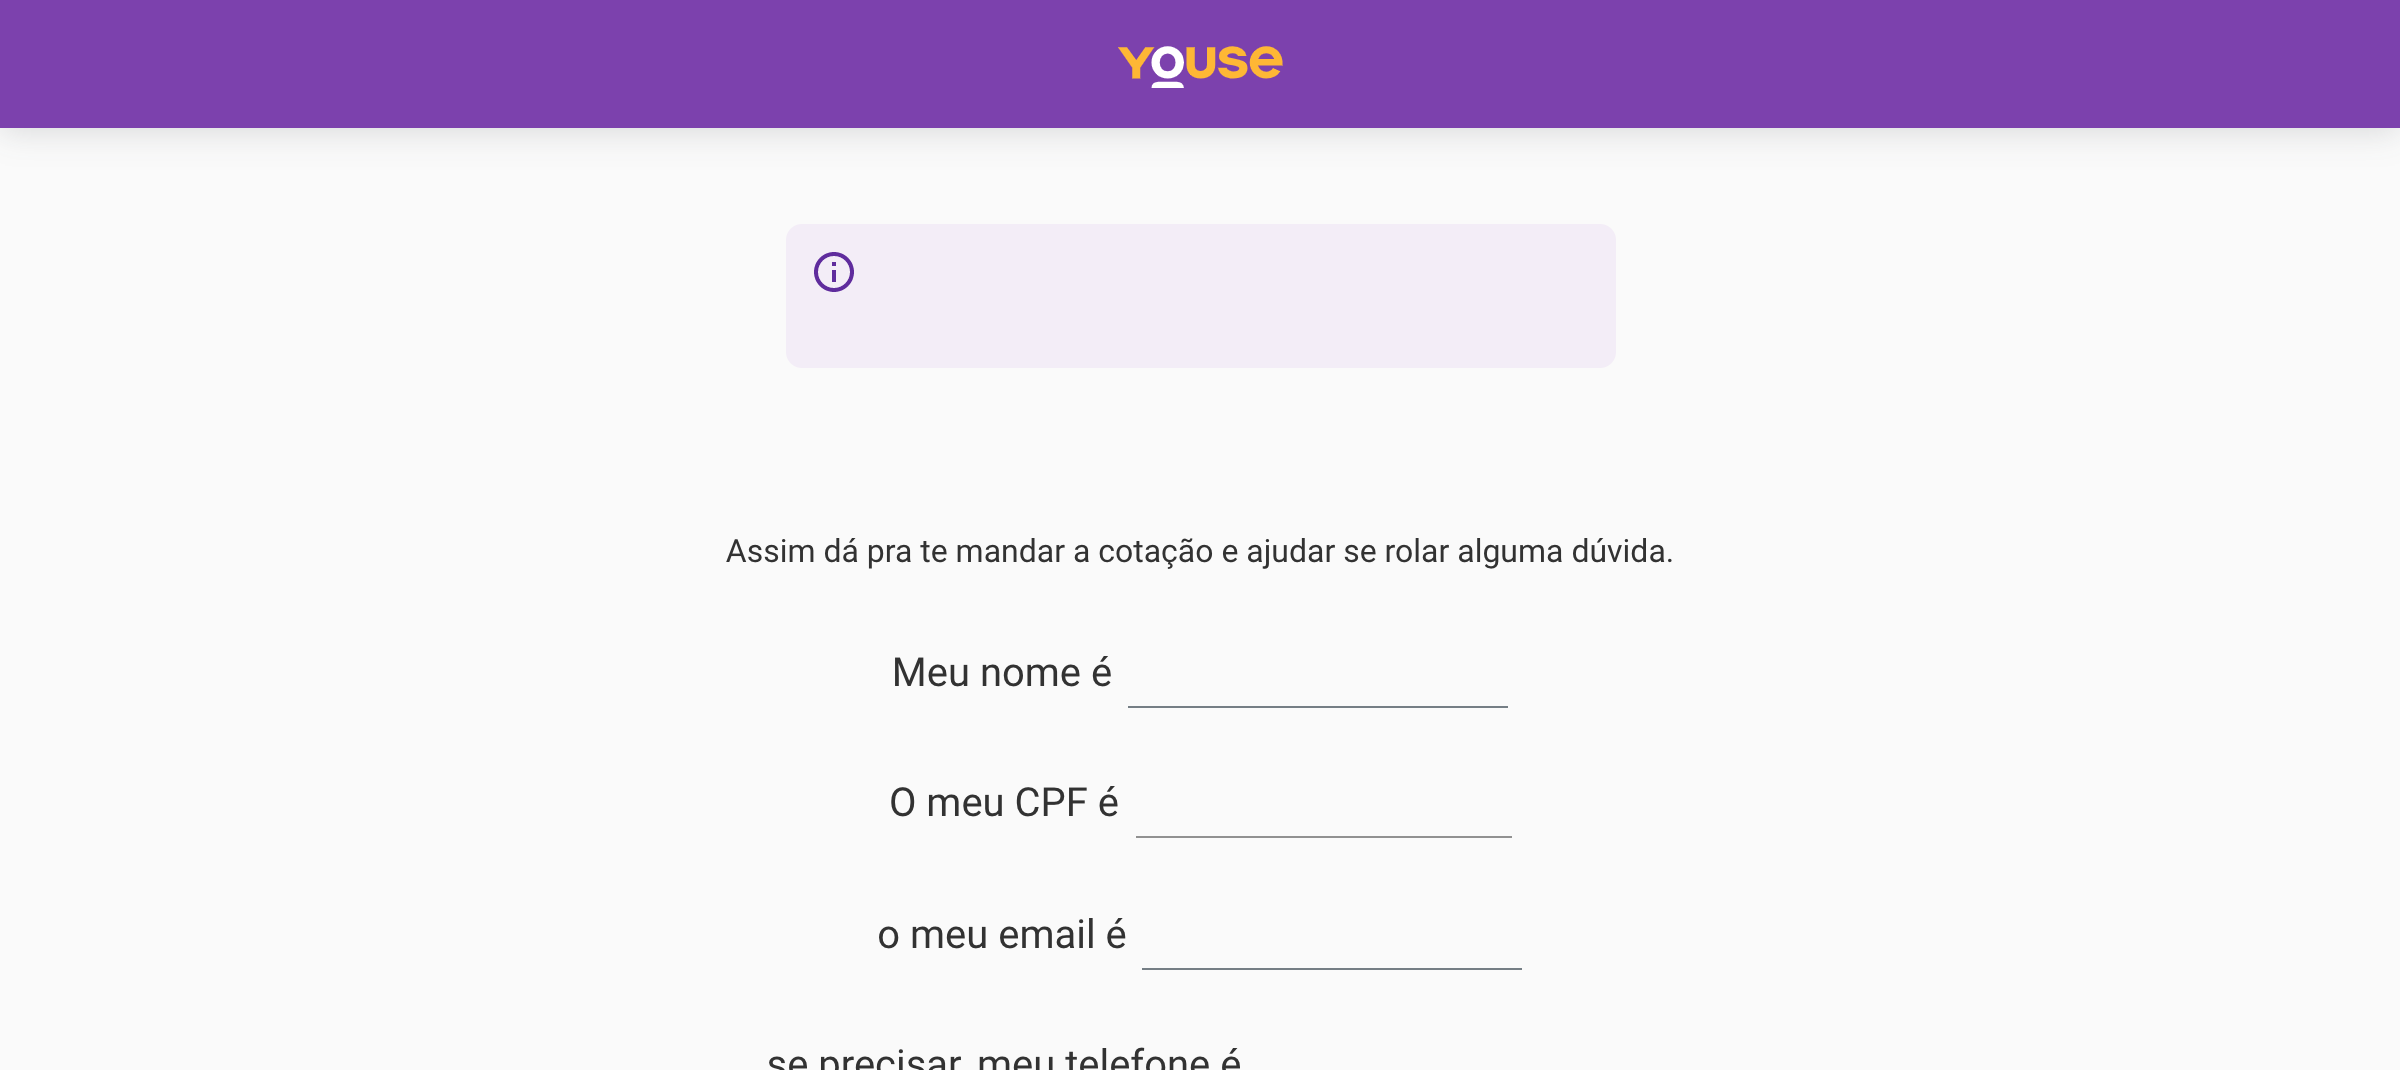 youse
Assim dá pra te mandar a cotação e ajudar se rolar alguma dúvida.
Meu nome é
O meu CPF é
o meu email é
se precisar, meu telefone é